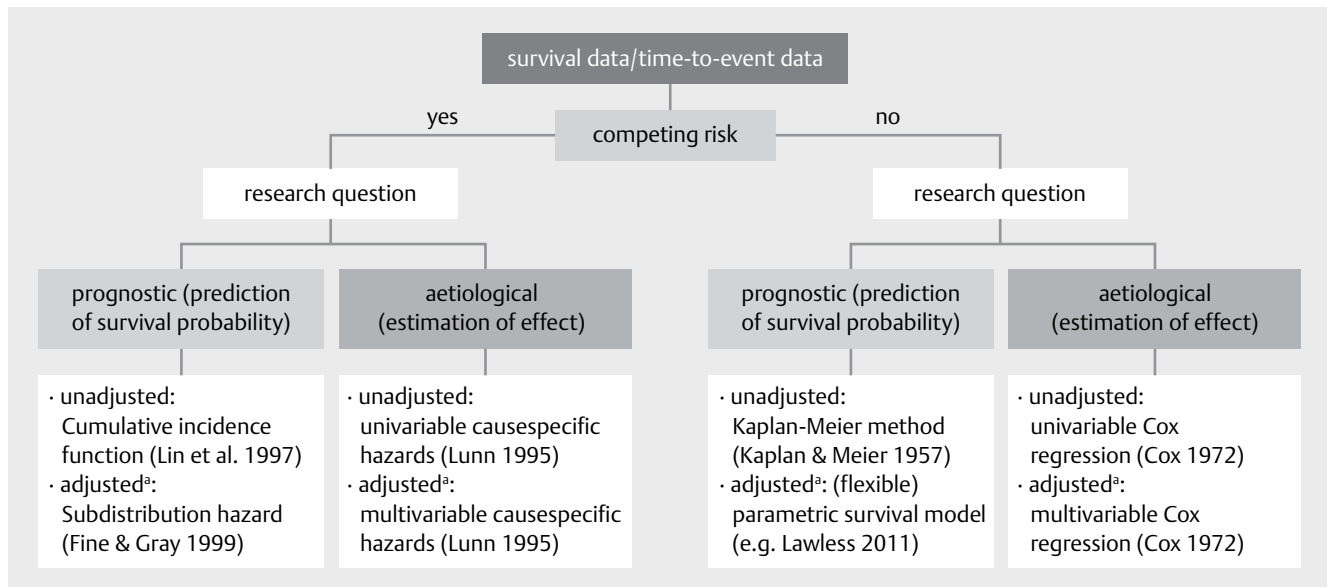 survival data/time-to-event data
yes
competing risk
no
research question
research question
prognostic (prediction
of survival probability)
aetiological
(estimation of effect)
prognostic (prediction
of survival probability)
aetiological
(estimation of effect)
· unadjusted:
Cumulative incidence
function (Lin et al. 1997)
· adjustedᵃ:
Subdistribution hazard
(Fine & Gray 1999)
· unadjusted:
univariable causespecific
hazards (Lunn 1995)
· adjustedᵃ:
multivariable causespecific
hazards (Lunn 1995)
· unadjusted:
Kaplan-Meier method
(Kaplan & Meier 1957)
· adjustedᵃ: (flexible)
parametric survival model
(e.g. Lawless 2011)
· unadjusted:
univariable Cox
regression (Cox 1972)
· adjustedᵃ:
multivariable Cox
regression (Cox 1972)